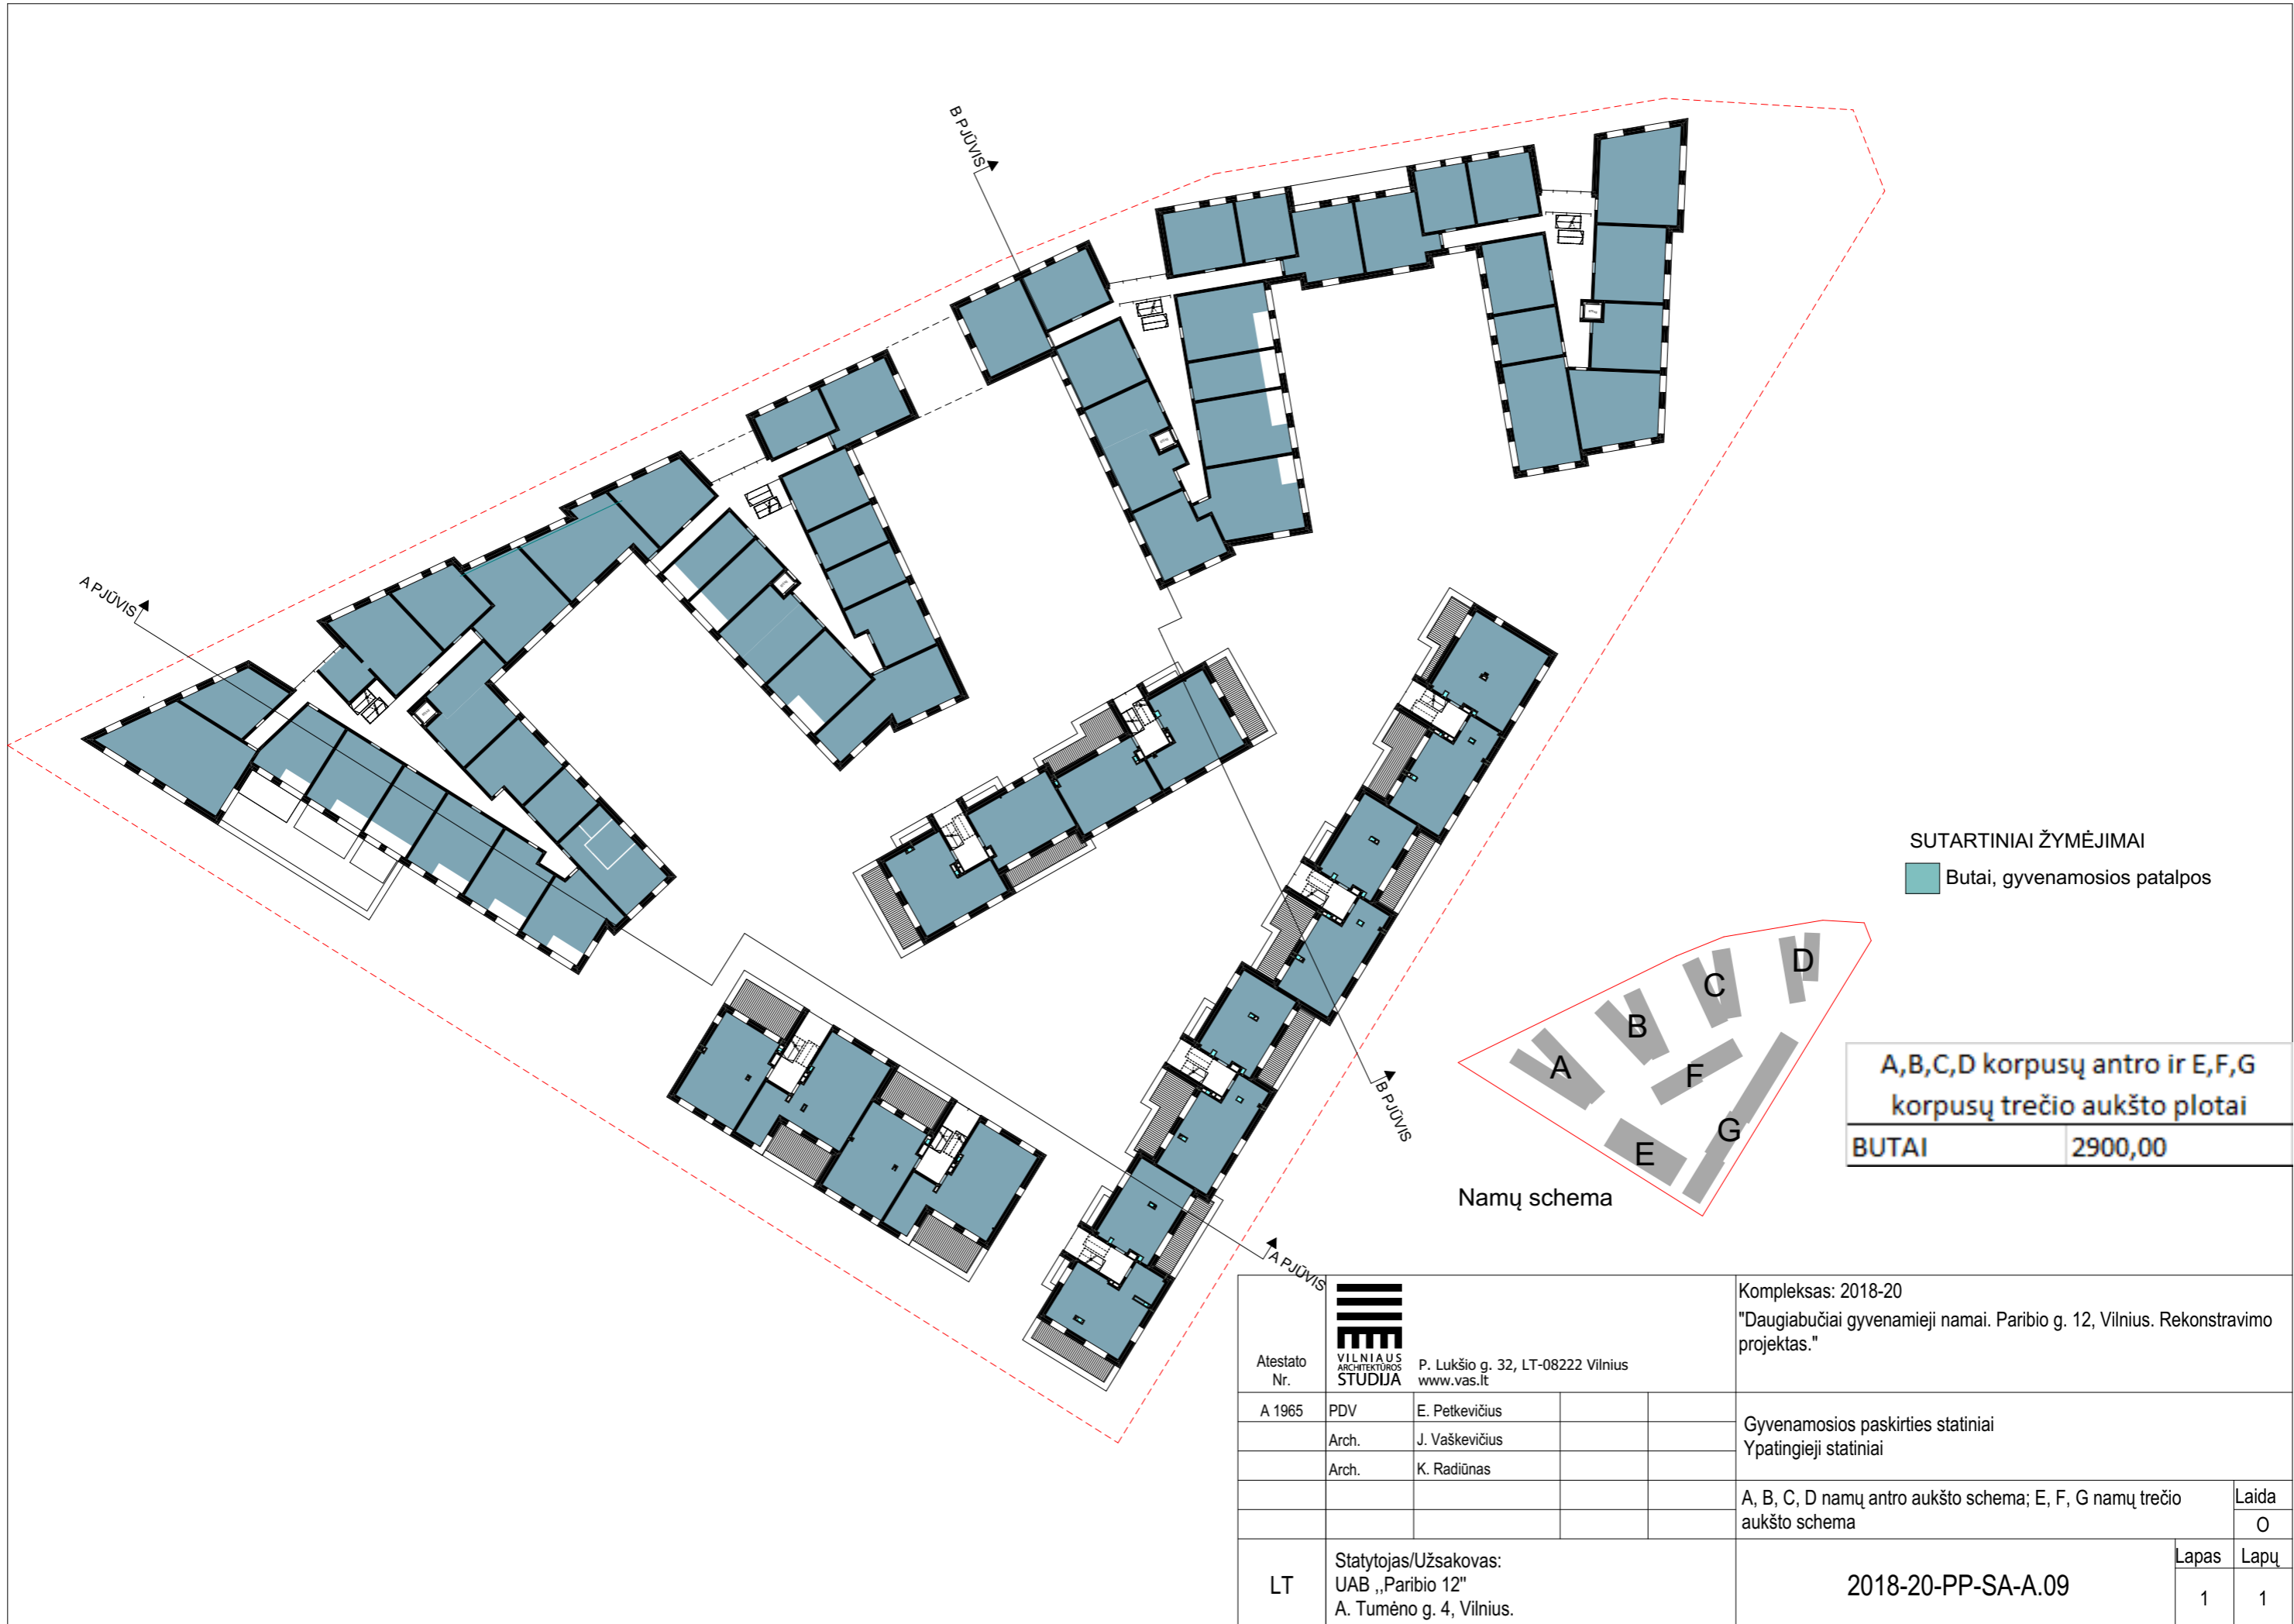 B PJŪVIS
A PJŪVIS
SUTARTINIAI ŽYMĖJIMAI
Butai, gyvenamosios patalpos
A
B
C
D
E
F
G
Namų schema
A,B,C,D korpusų antro ir E,F,G
korpusų trečio aukšto plotai
BUTAI 2900,00
B PJŪVIS
A PJŪVIS
Atestato
Nr.
VILNIAUS
ARCHITEKTŪROS
STUDIJA
P. Lukšio g. 32, LT-08222 Vilnius
www.vas.lt
Kompleksas: 2018-20
"Daugiabučiai gyvenamieji namai. Paribio g. 12, Vilnius. Rekonstravimo
projektas."
A 1965 PDV E. Petkevičius
Arch. J. Vaškevičius
Arch. K. Radiūnas
Gyvenamosios paskirties statiniai
Ypatingieji statiniai
A, B, C, D namų antro aukšto schema; E, F, G namų trečio
aukšto schema
Laida
O
LT
Statytojas/Užsakovas:
UAB ,,Paribio 12"
A. Tumėno g. 4, Vilnius.
2018-20-PP-SA-A.09
Lapas Lapų
1 1